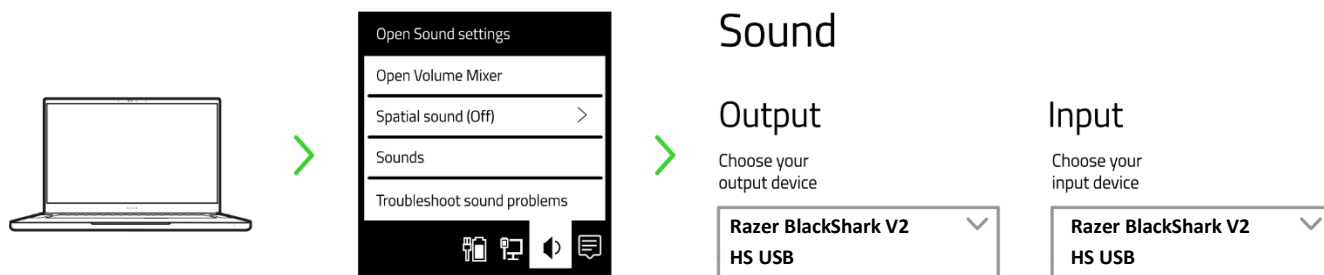 Open Sound settings
Open Volume Mixer
Spatial sound (Off)
Sounds
Troubleshoot sound problems
Sound
Output
Choose your
output device
Razer BlackShark V2
HS USB
Input
Choose your
input device
Razer BlackShark V2
HS USB